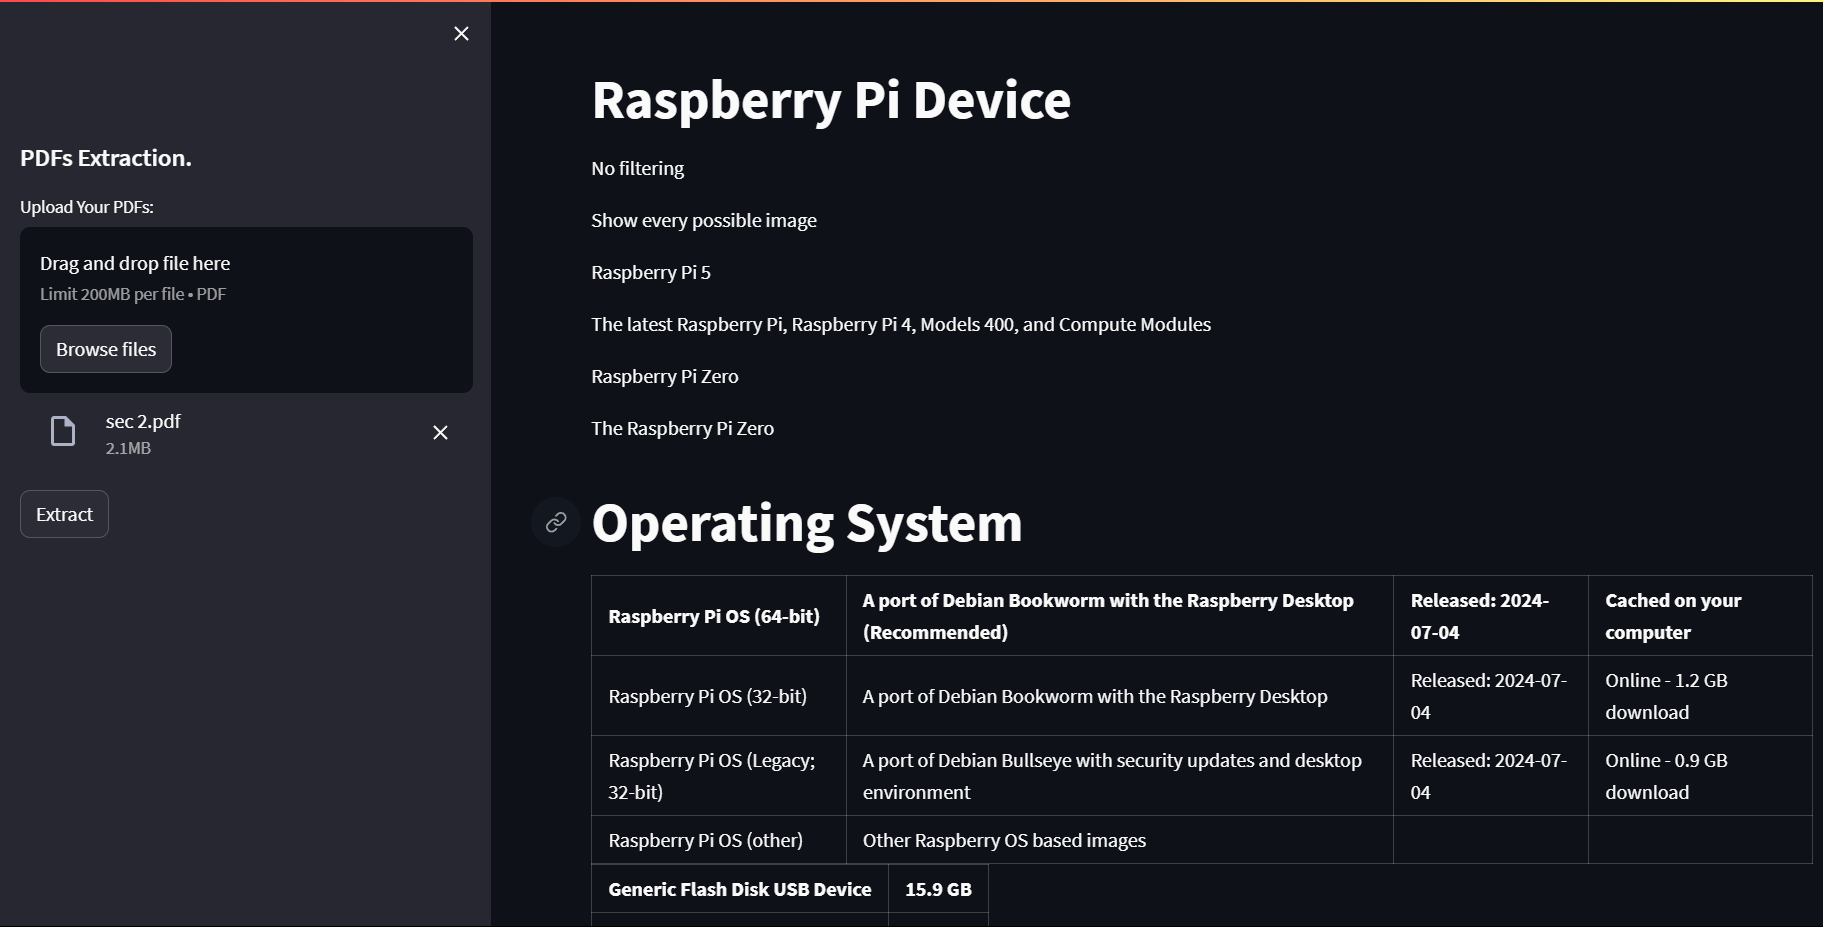 PDFs Extraction.
Upload Your PDFs:
Drag and drop file here
Limit 200MB per file • PDF
Browse files
sec 2.pdf
2.1MB
Extract
Raspberry Pi Device
No filtering
Show every possible image
Raspberry Pi 5
The latest Raspberry Pi, Raspberry Pi 4, Models 400, and Compute Modules
Raspberry Pi Zero
The Raspberry Pi Zero
Operating System
Raspberry Pi OS (64-bit)
A port of Debian Bookworm with the Raspberry Desktop
(Recommended)
Released: 2024-
07-04
Cached on your
computer
Raspberry Pi OS (32-bit)
A port of Debian Bookworm with the Raspberry Desktop
Released: 2024-07-
04
Online - 1.2 GB
download
Raspberry Pi OS (Legacy;
32-bit)
A port of Debian Bullseye with security updates and desktop
environment
Released: 2024-07-
04
Online - 0.9 GB
download
Raspberry Pi OS (other)
Other Raspberry OS based images
Generic Flash Disk USB Device
15.9 GB